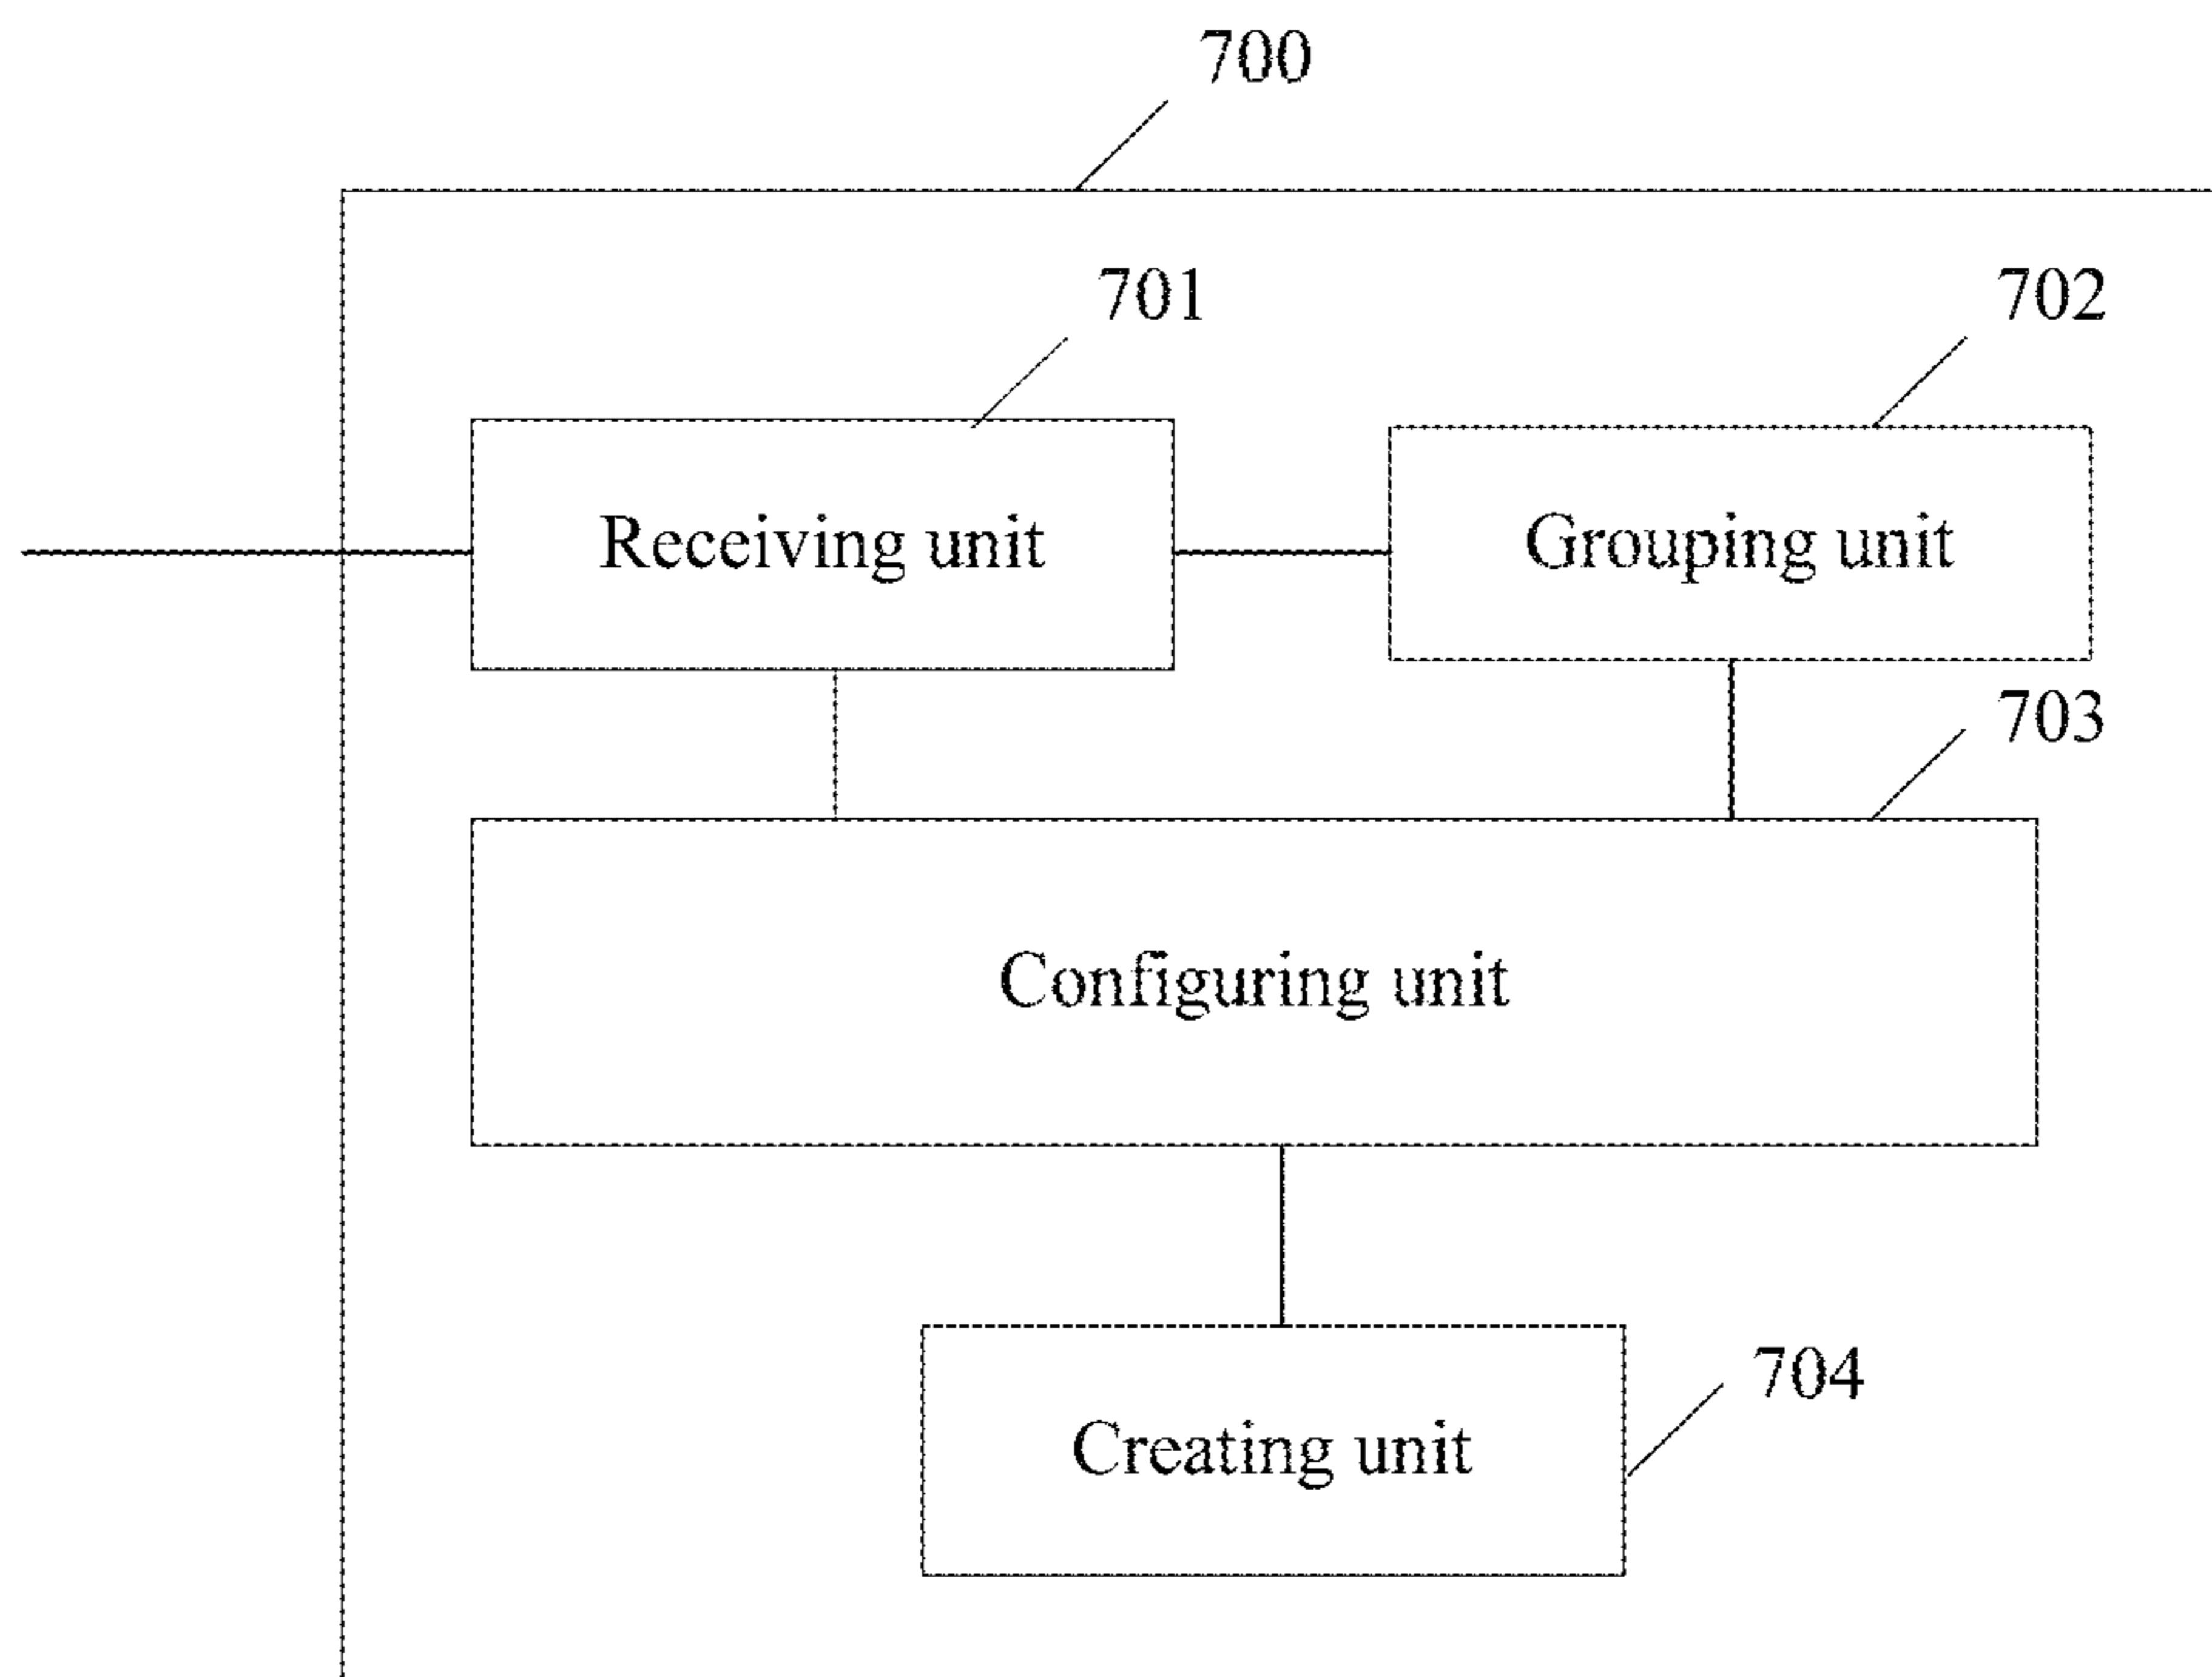 700
701
702
Receiving unit
Grouping unit
703
Configuring unit
704
Creating unit